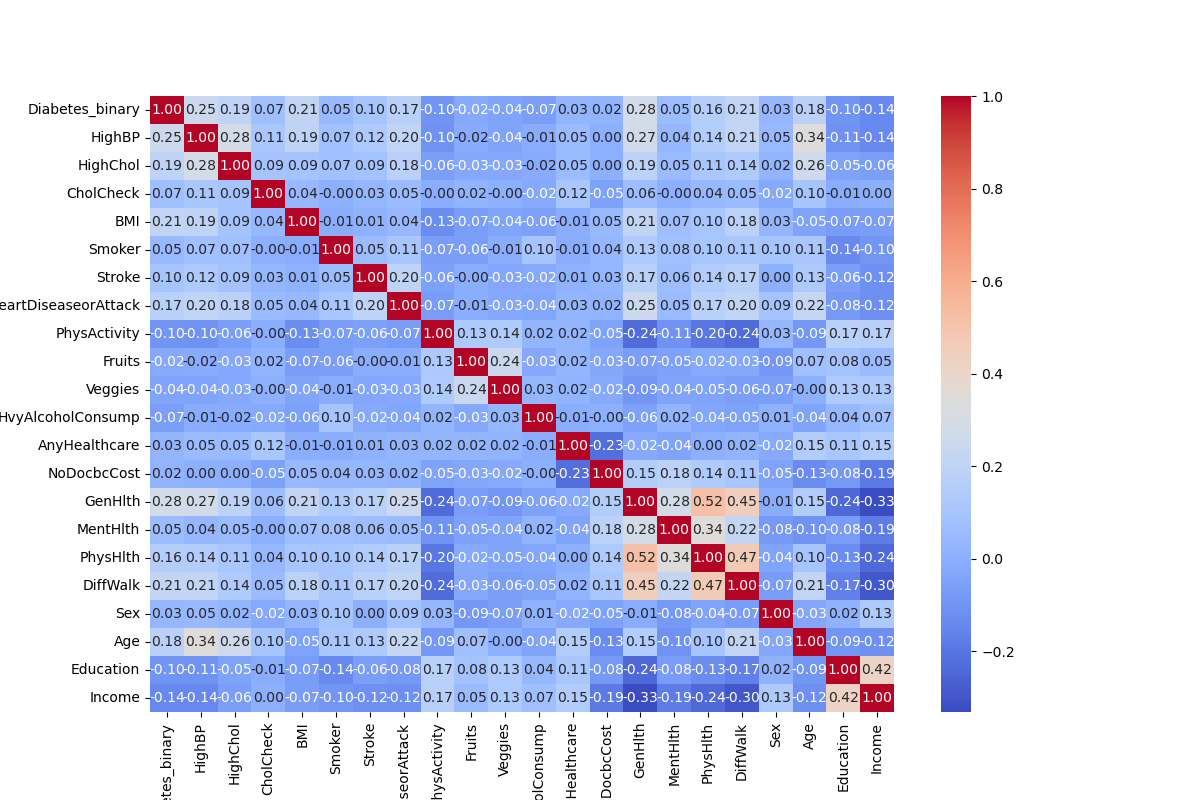 Diabetes_binary 1.00 0.25 0.19 0.07 0.21 0.05 0.10 0.17 -0.10 -0.02 -0.04 -0.07 0.03 0.02 0.28 0.05 0.16 0.21 0.03 0.18 -0.10 -0.14
HighBP 0.25 1.00 0.28 0.11 0.19 0.07 0.12 0.20 -0.10 -0.02 -0.04 -0.01 0.05 0.00 0.27 0.04 0.14 0.21 0.05 0.34 -0.11 -0.14
HighChol 0.19 0.28 1.00 0.09 0.09 0.07 0.09 0.18 -0.06 -0.03 -0.03 -0.02 0.05 0.00 0.19 0.05 0.11 0.14 0.02 0.26 -0.05 -0.06
CholCheck 0.07 0.11 0.09 1.00 0.04 -0.00 0.03 0.05 -0.00 0.02 -0.00 -0.02 0.12 -0.05 0.06 -0.00 0.04 0.05 -0.02 0.10 -0.01 0.00
BMI 0.21 0.19 0.09 0.04 1.00 -0.01 0.01 0.04 -0.13 -0.07 -0.04 -0.06 -0.01 0.05 0.21 0.07 0.10 0.18 0.03 -0.05 -0.07 -0.07
Smoker 0.05 0.07 0.07 -0.00 -0.01 1.00 0.05 0.11 -0.07 -0.06 -0.01 0.10 -0.01 0.04 0.13 0.08 0.10 0.11 0.10 0.11 -0.14 -0.10
Stroke 0.10 0.12 0.09 0.03 0.01 0.05 1.00 0.20 -0.06 -0.00 -0.03 -0.02 0.01 0.03 0.17 0.06 0.14 0.17 0.00 0.13 -0.06 -0.12
eartDiseaseorAttack 0.17 0.20 0.18 0.05 0.04 0.11 0.20 1.00 -0.07 -0.01 -0.03 -0.04 0.03 0.02 0.25 0.05 0.17 0.20 0.09 0.22 -0.08 -0.12
PhysActivity -0.10 -0.10 -0.06 -0.00 -0.13 -0.07 -0.06 -0.07 1.00 0.13 0.14 0.02 0.02 -0.05 -0.24 -0.11 -0.20 -0.24 0.03 -0.09 0.17 0.17
Fruits -0.02 -0.02 -0.03 0.02 -0.07 -0.06 -0.00 -0.01 0.13 1.00 0.24 -0.03 0.02 -0.03 -0.07 -0.05 -0.02 -0.03 -0.09 0.07 0.08 0.05
Veggies -0.04 -0.04 -0.03 -0.00 -0.04 -0.01 -0.03 -0.03 0.14 0.24 1.00 0.03 0.02 -0.02 -0.09 -0.04 -0.05 -0.06 -0.07 -0.00 0.13 0.13
HvyAlcoholConsump -0.07 -0.01 -0.02 -0.02 -0.06 0.10 -0.02 -0.04 0.02 -0.03 0.03 1.00 -0.01 -0.00 -0.06 0.02 -0.04 -0.05 0.01 -0.04 0.04 0.07
AnyHealthcare 0.03 0.05 0.05 0.12 -0.01 -0.01 0.01 0.03 0.02 0.02 0.02 -0.01 1.00 -0.23 -0.02 -0.04 0.00 0.02 -0.02 0.15 0.11 0.15
NoDocbcCost 0.02 0.00 0.00 -0.05 0.05 0.04 0.03 0.02 -0.05 -0.03 -0.02 -0.00 -0.23 1.00 0.15 0.18 0.14 0.11 -0.05 -0.13 -0.08 -0.19
GenHlth 0.28 0.27 0.19 0.06 0.21 0.13 0.17 0.25 -0.24 -0.07 -0.09 -0.06 -0.02 0.15 1.00 0.28 0.52 0.45 -0.01 0.15 -0.24 -0.33
MentHlth 0.05 0.04 0.05 -0.00 0.07 0.08 0.06 0.05 -0.11 -0.05 -0.04 0.02 -0.04 0.18 0.28 1.00 0.34 0.22 -0.08 -0.10 -0.08 -0.19
PhysHlth 0.16 0.14 0.11 0.04 0.10 0.10 0.14 0.17 -0.20 -0.02 -0.05 -0.04 0.00 0.14 0.52 0.34 1.00 0.47 -0.04 0.10 -0.13 -0.24
DiffWalk 0.21 0.21 0.14 0.05 0.18 0.11 0.17 0.20 -0.24 -0.03 -0.06 -0.05 0.02 0.11 0.45 0.22 0.47 1.00 -0.07 0.21 -0.17 -0.30
Sex 0.03 0.05 0.02 -0.02 0.03 0.10 0.00 0.09 0.03 -0.09 -0.07 0.01 -0.02 -0.05 -0.01 -0.08 -0.04 -0.07 1.00 -0.03 0.02 0.13
Age 0.18 0.34 0.26 0.10 -0.05 0.11 0.13 0.22 -0.09 0.07 -0.00 -0.04 0.15 -0.13 0.15 -0.10 0.10 0.21 -0.03 1.00 -0.09 -0.12
Education -0.10 -0.11 -0.05 -0.01 -0.07 -0.14 -0.06 -0.08 0.17 0.08 0.13 0.04 0.11 -0.08 -0.24 -0.08 -0.13 -0.17 0.02 -0.09 1.00 0.42
Income -0.14 -0.14 -0.06 0.00 -0.07 -0.10 -0.12 -0.12 0.17 0.05 0.13 0.07 0.15 -0.19 -0.33 -0.19 -0.24 -0.30 0.13 -0.12 0.42 1.00
etes_binary
HighBP
HighChol
CholCheck
BMI
Smoker
Stroke
seorAttack
hysActivity
Fruits
Veggies
olConsump
Healthcare
DocbcCost
GenHlth
MentHlth
PhysHlth
DiffWalk
Sex
Age
Education
Income
1.0
0.8
0.6
0.4
0.2
0.0
−0.2